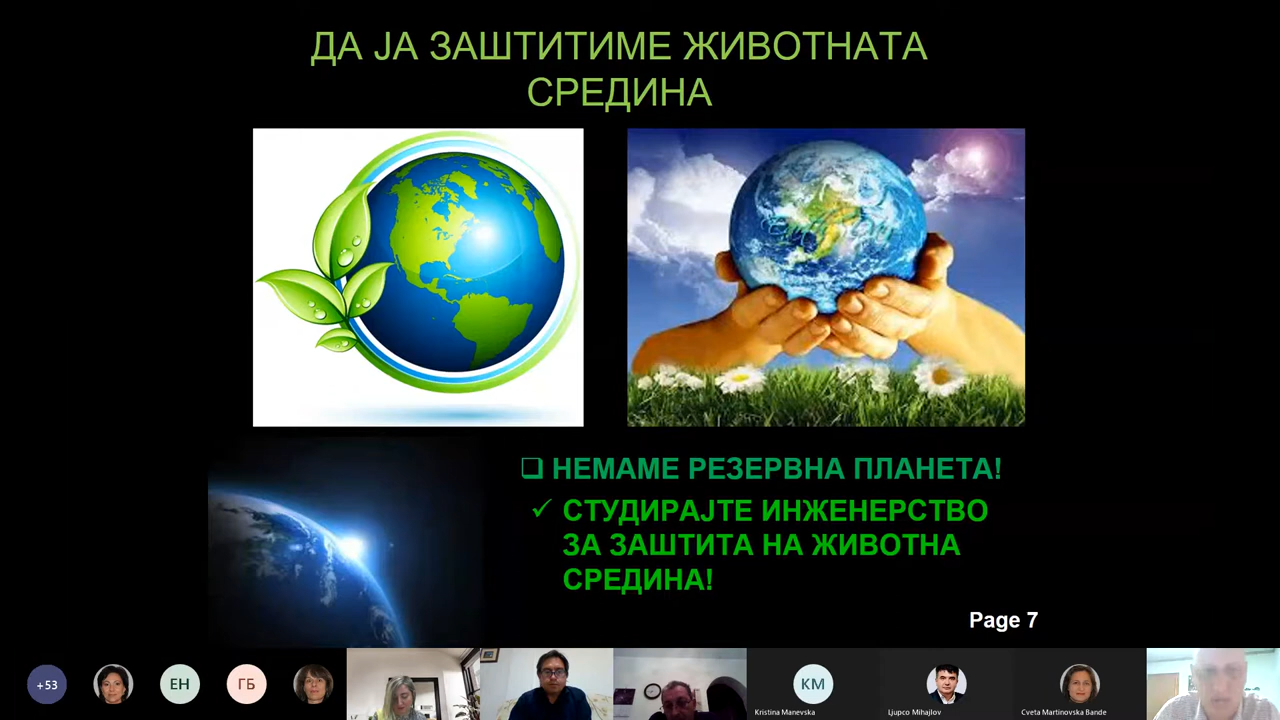 ДА ЈА ЗАШТИТИМЕ ЖИВОТНАТА
СРЕДИНА
НЕМАМЕ РЕЗЕРВНА ПЛАНЕТА!
СТУДИРАЈТЕ ИНЖЕНЕРСТВО
ЗА ЗАШТИТА НА ЖИВОТНА
СРЕДИНА!
Page 7
+53
ЕН
ГБ
KM
Kristina Manevska
Ljupco Mihajlov
Cveta Martinovska Bande